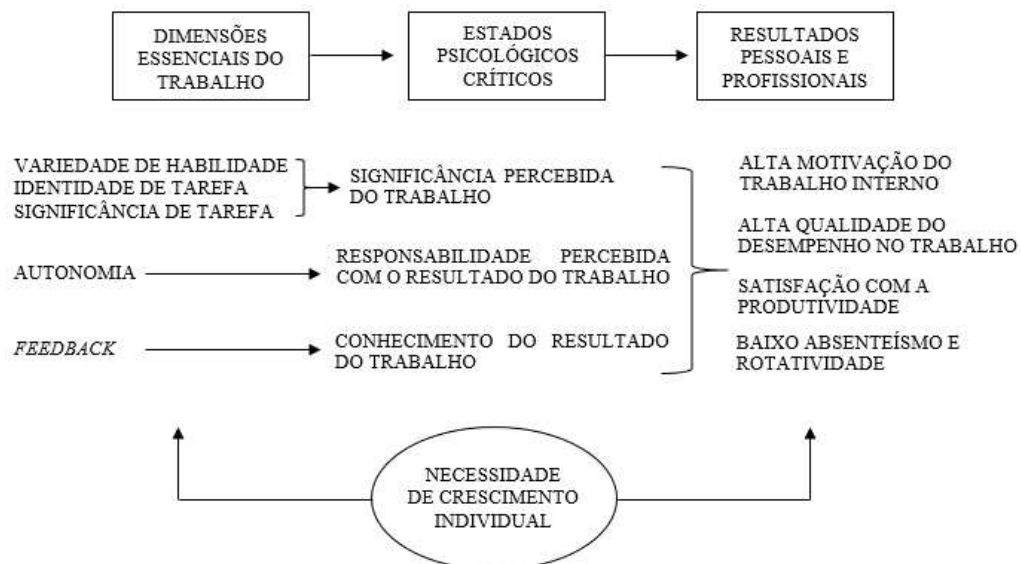 DIMENSÕES
ESSENCIAIS DO
TRABALHO
ESTADOS
PSICOLÓGICOS
CRÍTICOS
RESULTADOS
PESSOAIS E
PROFISSIONAIS
VARIEDADE DE HABILIDADE
IDENTIDADE DE TAREFA
SIGNIFICÂNCIA DE TAREFA
SIGNIFICÂNCIA PERCEBIDA
DO TRABALHO
ALTA MOTIVAÇÃO DO
TRABALHO INTERNO
ALTA QUALIDADE DO
DESEMPENHO NO TRABALHO
AUTONOMIA
RESPONSABILIDADE PERCEBIDA
COM O RESULTADO DO TRABALHO
SATISFAÇÃO COM A
PRODUTIVIDADE
FEEDBACK
CONHECIMENTO DO RESULTADO
DO TRABALHO
BAIXO ABSENTEÍSMO E
ROTATIVIDADE
NECESSIDADE
DE CRESCIMENTO
INDIVIDUAL